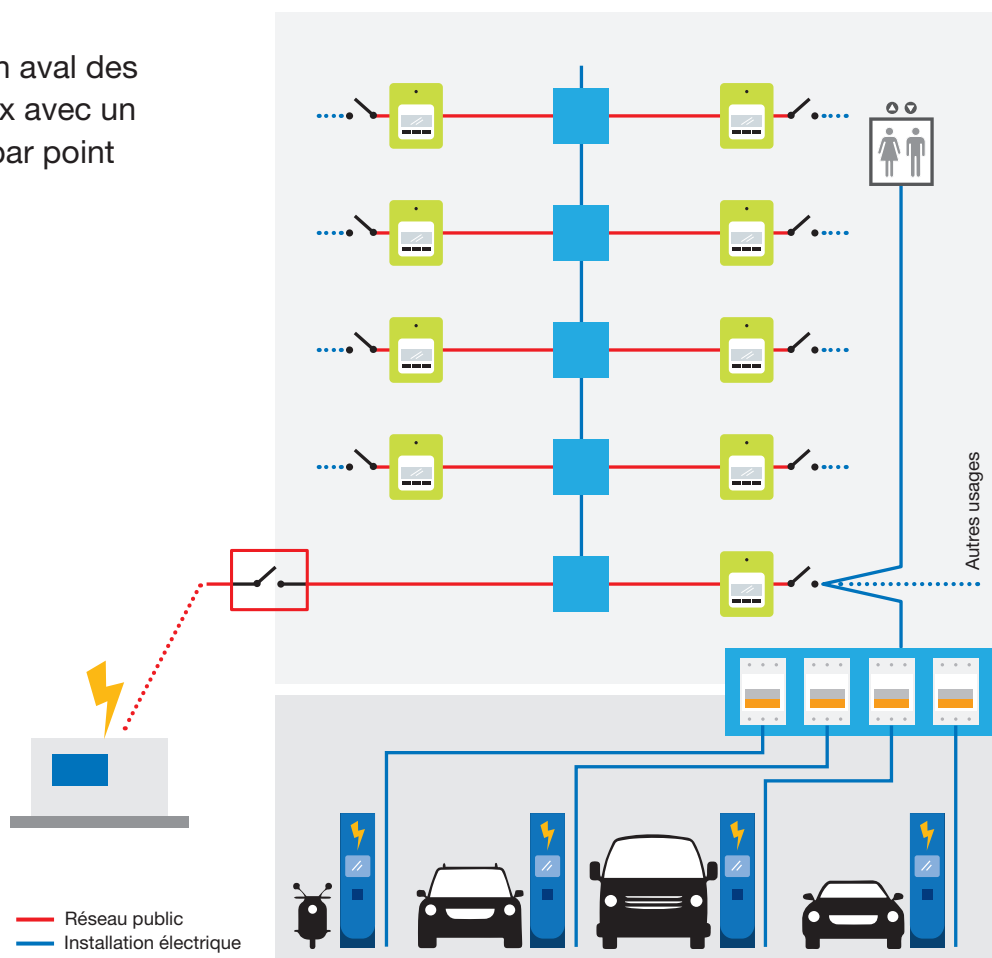 n aval des
x avec un
par point
Autres usages
Réseau public
Installation électrique